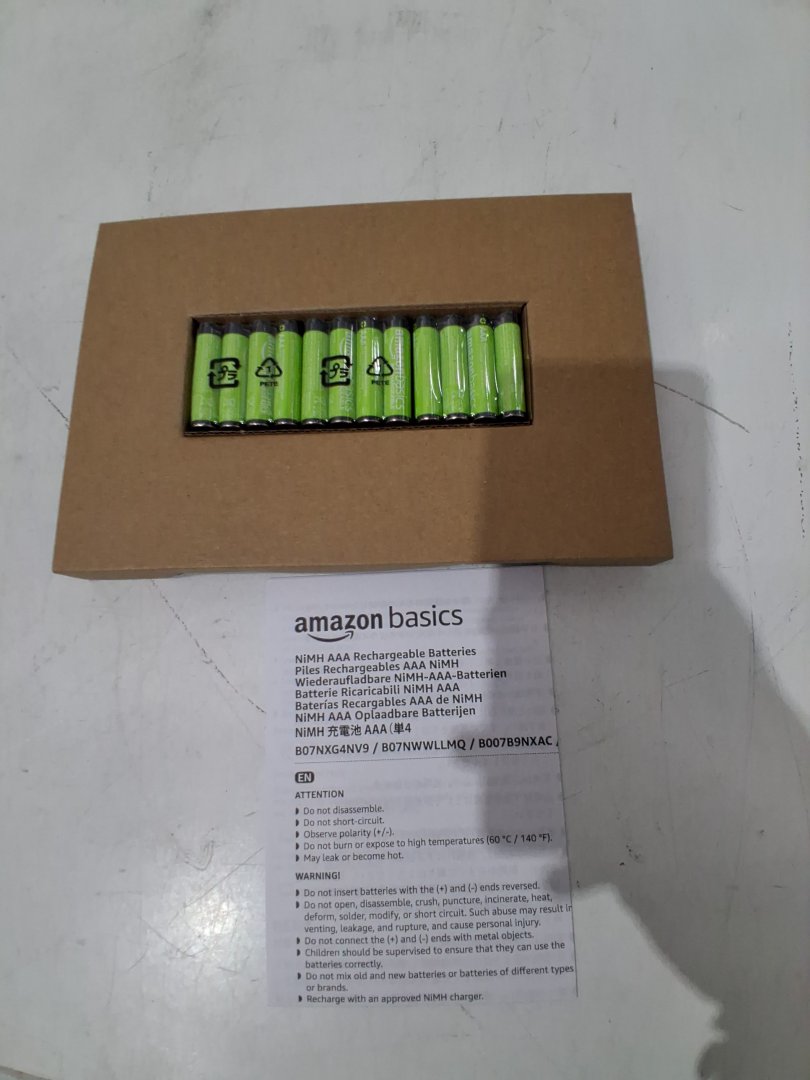 プラ
1
PETE
プラ
1
PETE
amazonbasics
amazon basics
NiMH AAA Rechargeable Batteries
Piles Rechargeables AAA NiMH
Wiederaufladbare NiMH-AAA-Batterien
Batterie Ricaricabili NiMH AAA
Baterías Recargables AAA de NiMH
NiMH AAA Oplaadbare Batterijen
NiMH 充電池 AAA (単4
B07NXG4NV9 / B07NWWLLMQ / B007B9NXAC /
EN
ATTENTION
Do not disassemble.
Do not short-circuit.
Observe polarity (+/-).
Do not burn or expose to high temperatures (60 °C / 140 °F).
May leak or become hot.
WARNING!
Do not insert batteries with the (+) and (-) ends reversed.
Do not open, disassemble, crush, puncture, incinerate, heat,
deform, solder, modify, or short circuit. Such abuse may result in
venting, leakage, and rupture, and cause personal injury.
Do not connect the (+) and (-) ends with metal objects.
Children should be supervised to ensure that they can use the
batteries correctly.
Do not mix old and new batteries or batteries of different types
or brands.
Recharge with an approved NiMH charger.